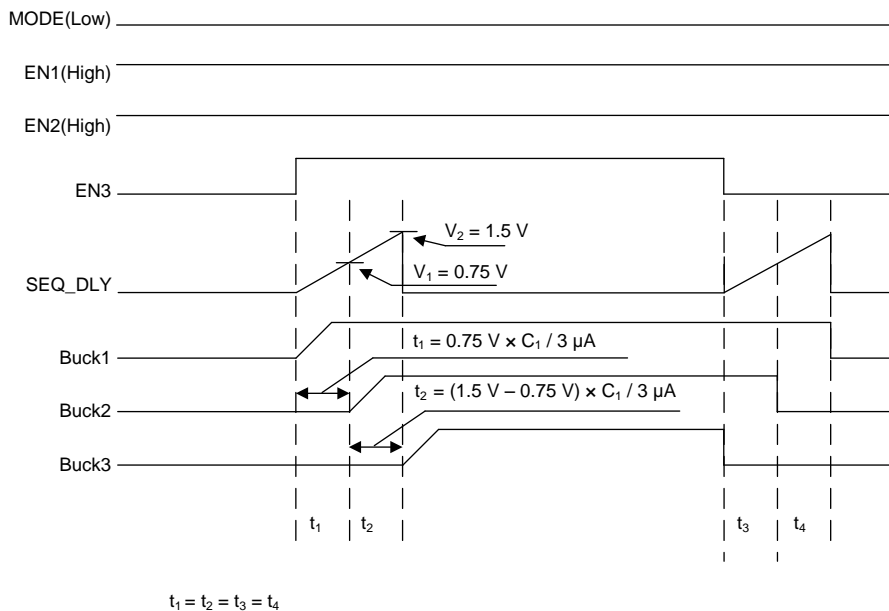 MODE(Low)
EN1(High)
EN2(High)
EN3
V₂ = 1.5 V
V₁ = 0.75 V
SEQ_DLY
t₁ = 0.75 V × C₁ / 3 µA
Buck1
t₂ = (1.5 V – 0.75 V) × C₁ / 3 µA
Buck2
Buck3
t₁ t₂ t₃ t₄
t₁ = t₂ = t₃ = t₄